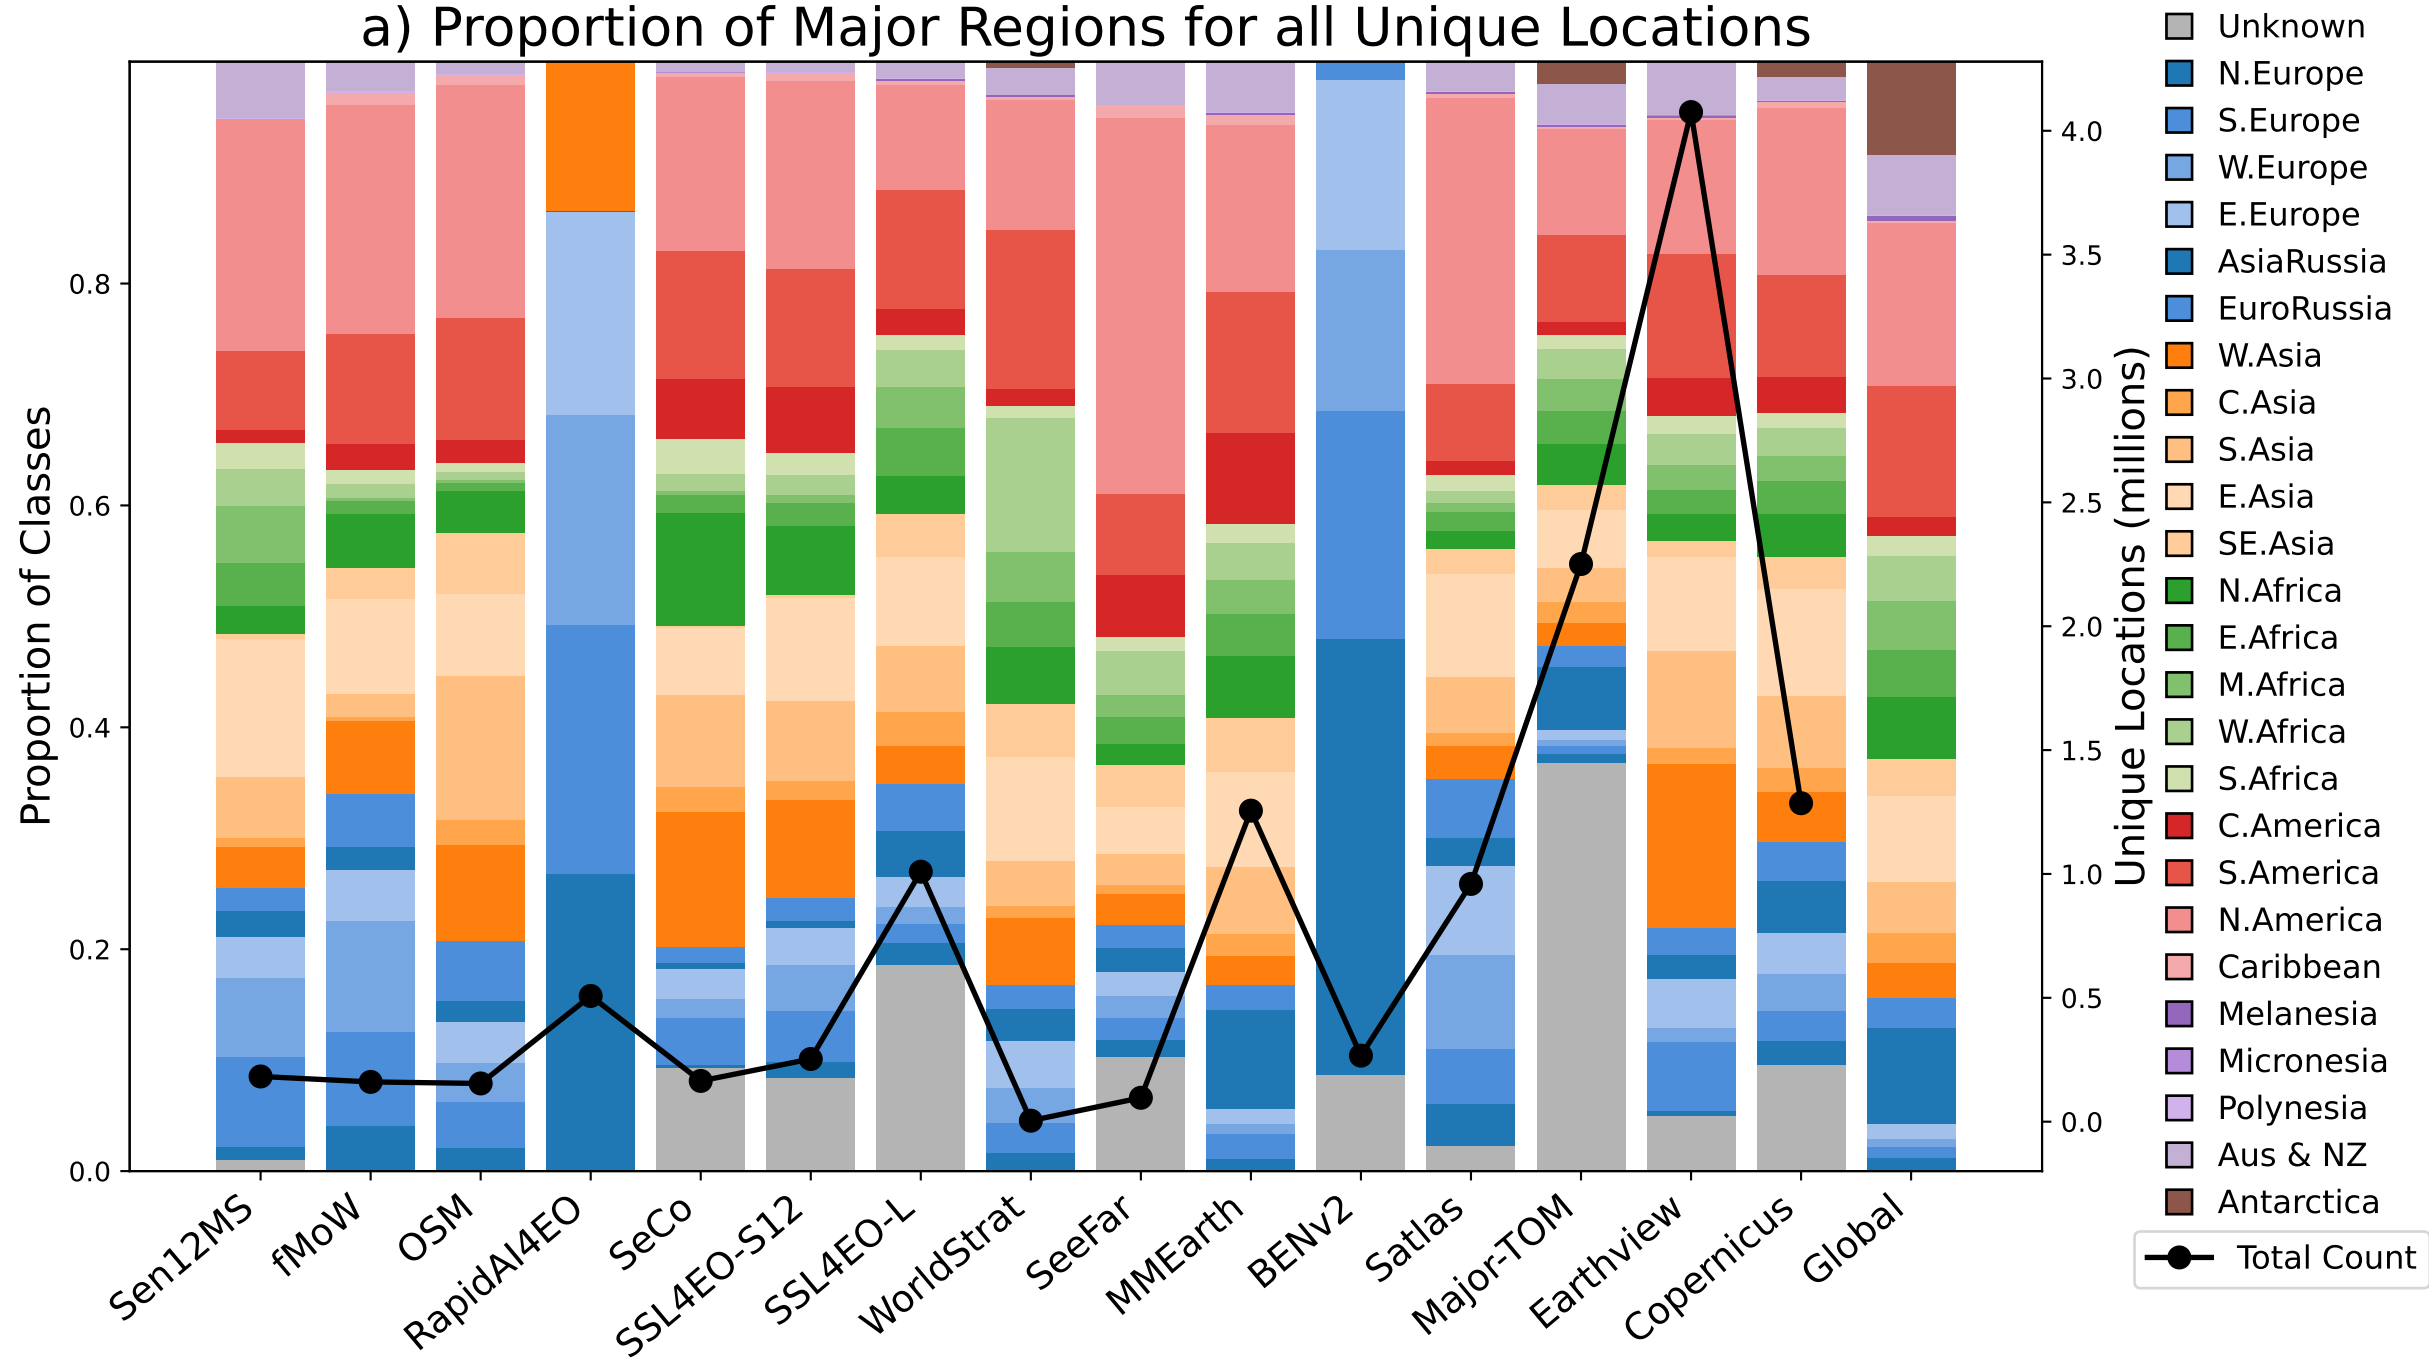 a) Proportion of Major Regions for all Unique Locations
Proportion of Classes
0.8
0.6
0.4
0.2
0.0
Sen12MS
fMoW
OSM
RapidAI4EO
SeCo
SSL4EO-S12
SSL4EO-L
WorldStrat
SeeFar
MMEarth
BENv2
Satlas
Major-TOM
Earthview
Copernicus
Global
4.0
3.5
3.0
2.5
2.0
1.5
1.0
0.5
0.0
Unique Locations (millions)
Unknown
N.Europe
S.Europe
W.Europe
E.Europe
AsiaRussia
EuroRussia
W.Asia
C.Asia
S.Asia
E.Asia
SE.Asia
N.Africa
E.Africa
M.Africa
W.Africa
S.Africa
C.America
S.America
N.America
Caribbean
Melanesia
Micronesia
Polynesia
Aus & NZ
Antarctica
Total Count